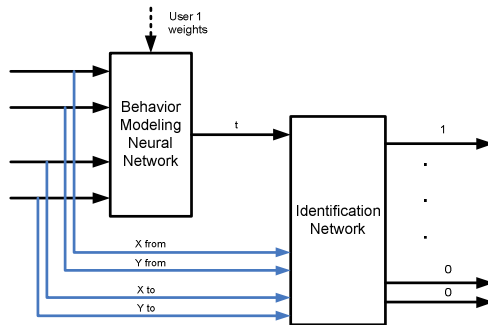 User 1
weights
Behavior
Modeling
Neural
Network
t
1
Identification
Network
X from
Y from
X to
Y to
0
0